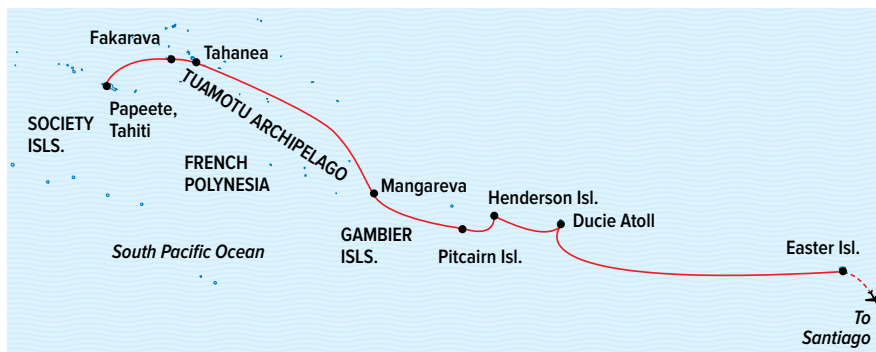 Fakarava
Tahanea
Papeete,
Tahiti
TUAMOTU ARCHIPELAGO
SOCIETY
ISLS.
FRENCH
POLYNESIA
Mangareva
Henderson Isl.
Ducie Atoll
GAMBIER
ISLS.
Pitcairn Isl.
South Pacific Ocean
Easter Isl.
To
Santiago